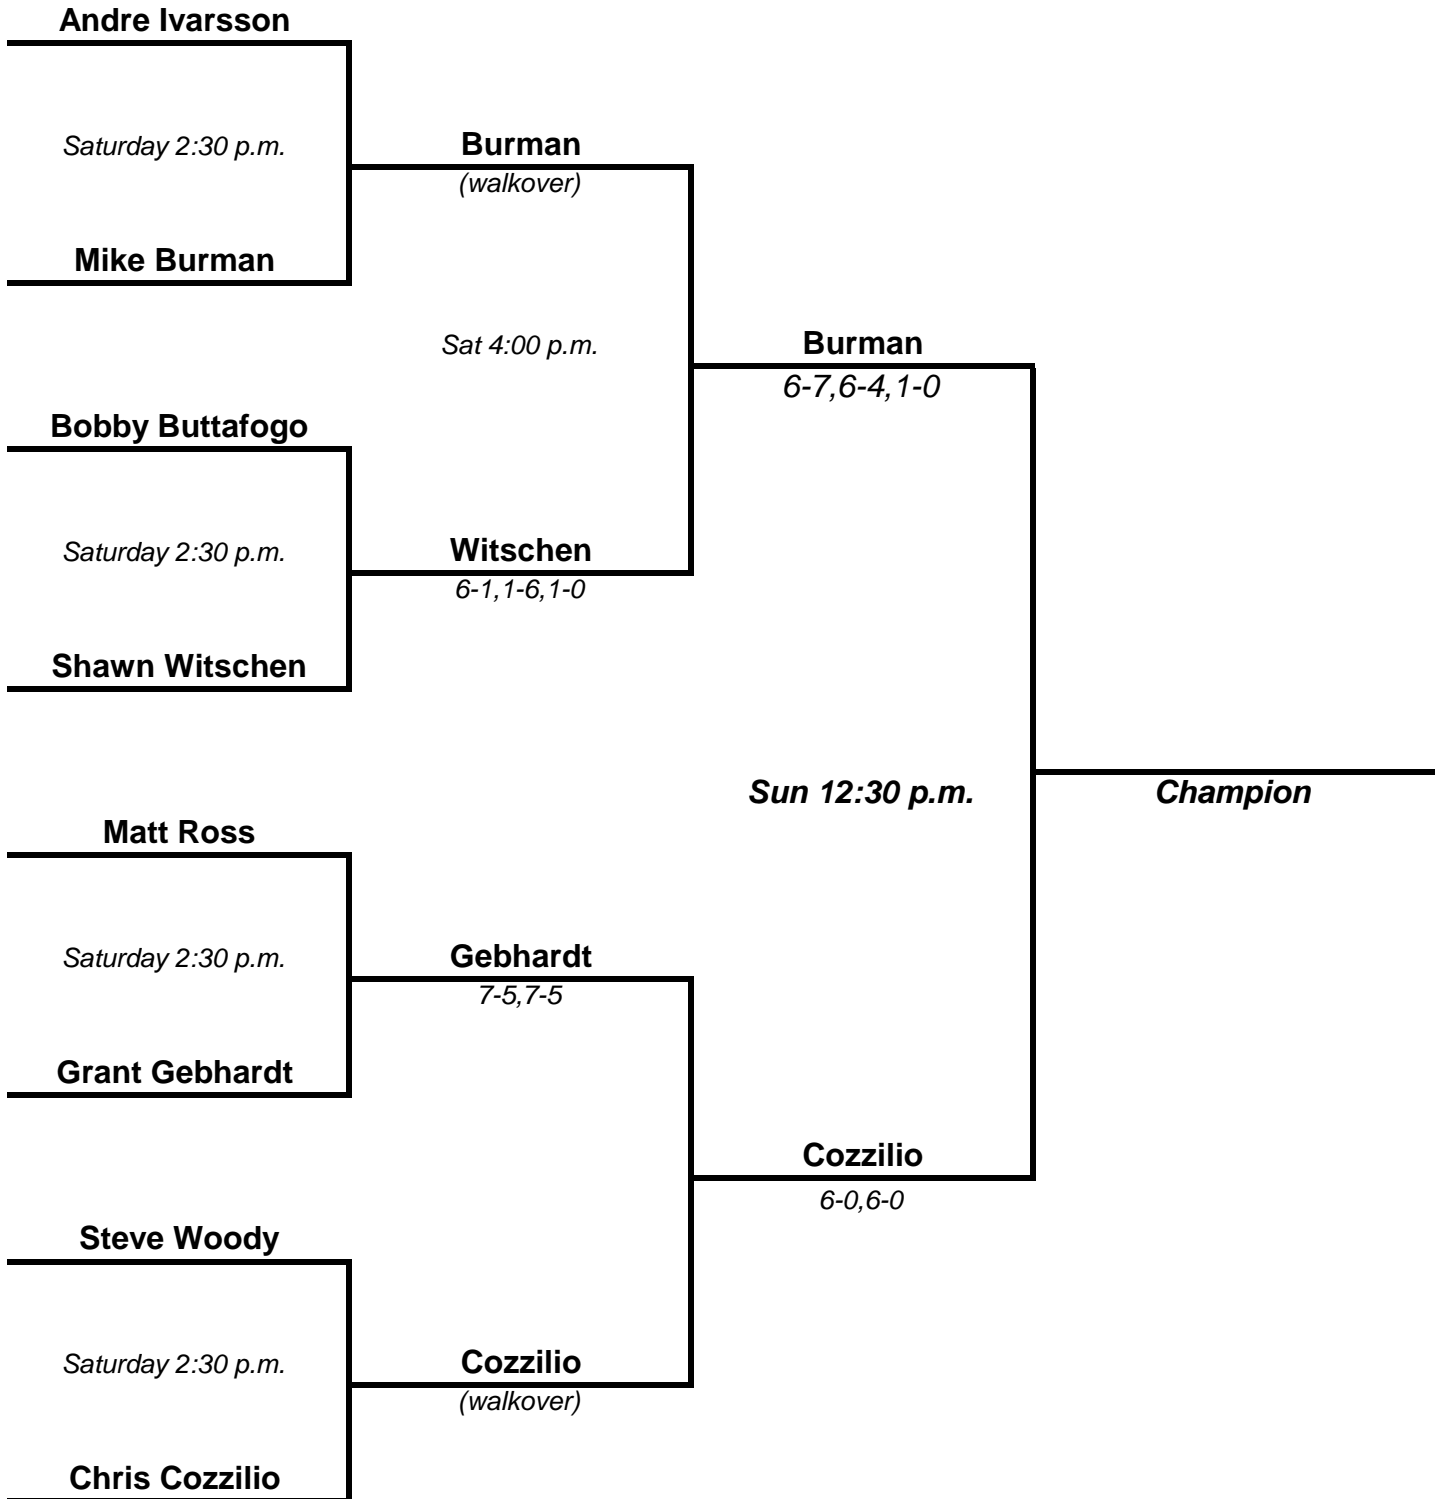 Andre Ivarsson
Saturday 2:30 p.m.
Burman
(walkover)
Mike Burman
Sat 4:00 p.m.
Burman
6-7,6-4,1-0
Bobby Buttafogo
Saturday 2:30 p.m.
Witschen
6-1,1-6,1-0
Shawn Witschen
Sun 12:30 p.m.
Champion
Matt Ross
Saturday 2:30 p.m.
Gebhardt
7-5,7-5
Grant Gebhardt
Cozzilio
6-0,6-0
Steve Woody
Saturday 2:30 p.m.
Cozzilio
(walkover)
Chris Cozzilio